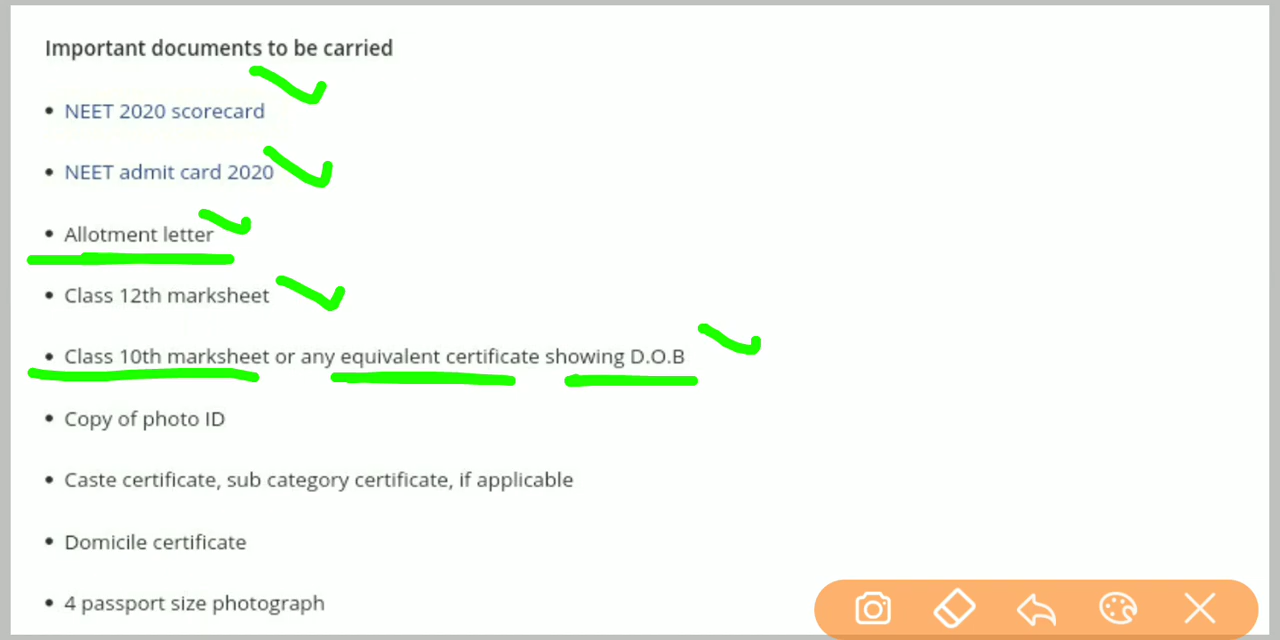 Important documents to be carried
• NEET 2020 scorecard
• NEET admit card 2020
• Allotment letter
• Class 12th marksheet
• Class 10th marksheet or any equivalent certificate showing D.O.B
• Copy of photo ID
• Caste certificate, sub category certificate, if applicable
• Domicile certificate
• 4 passport size photograph